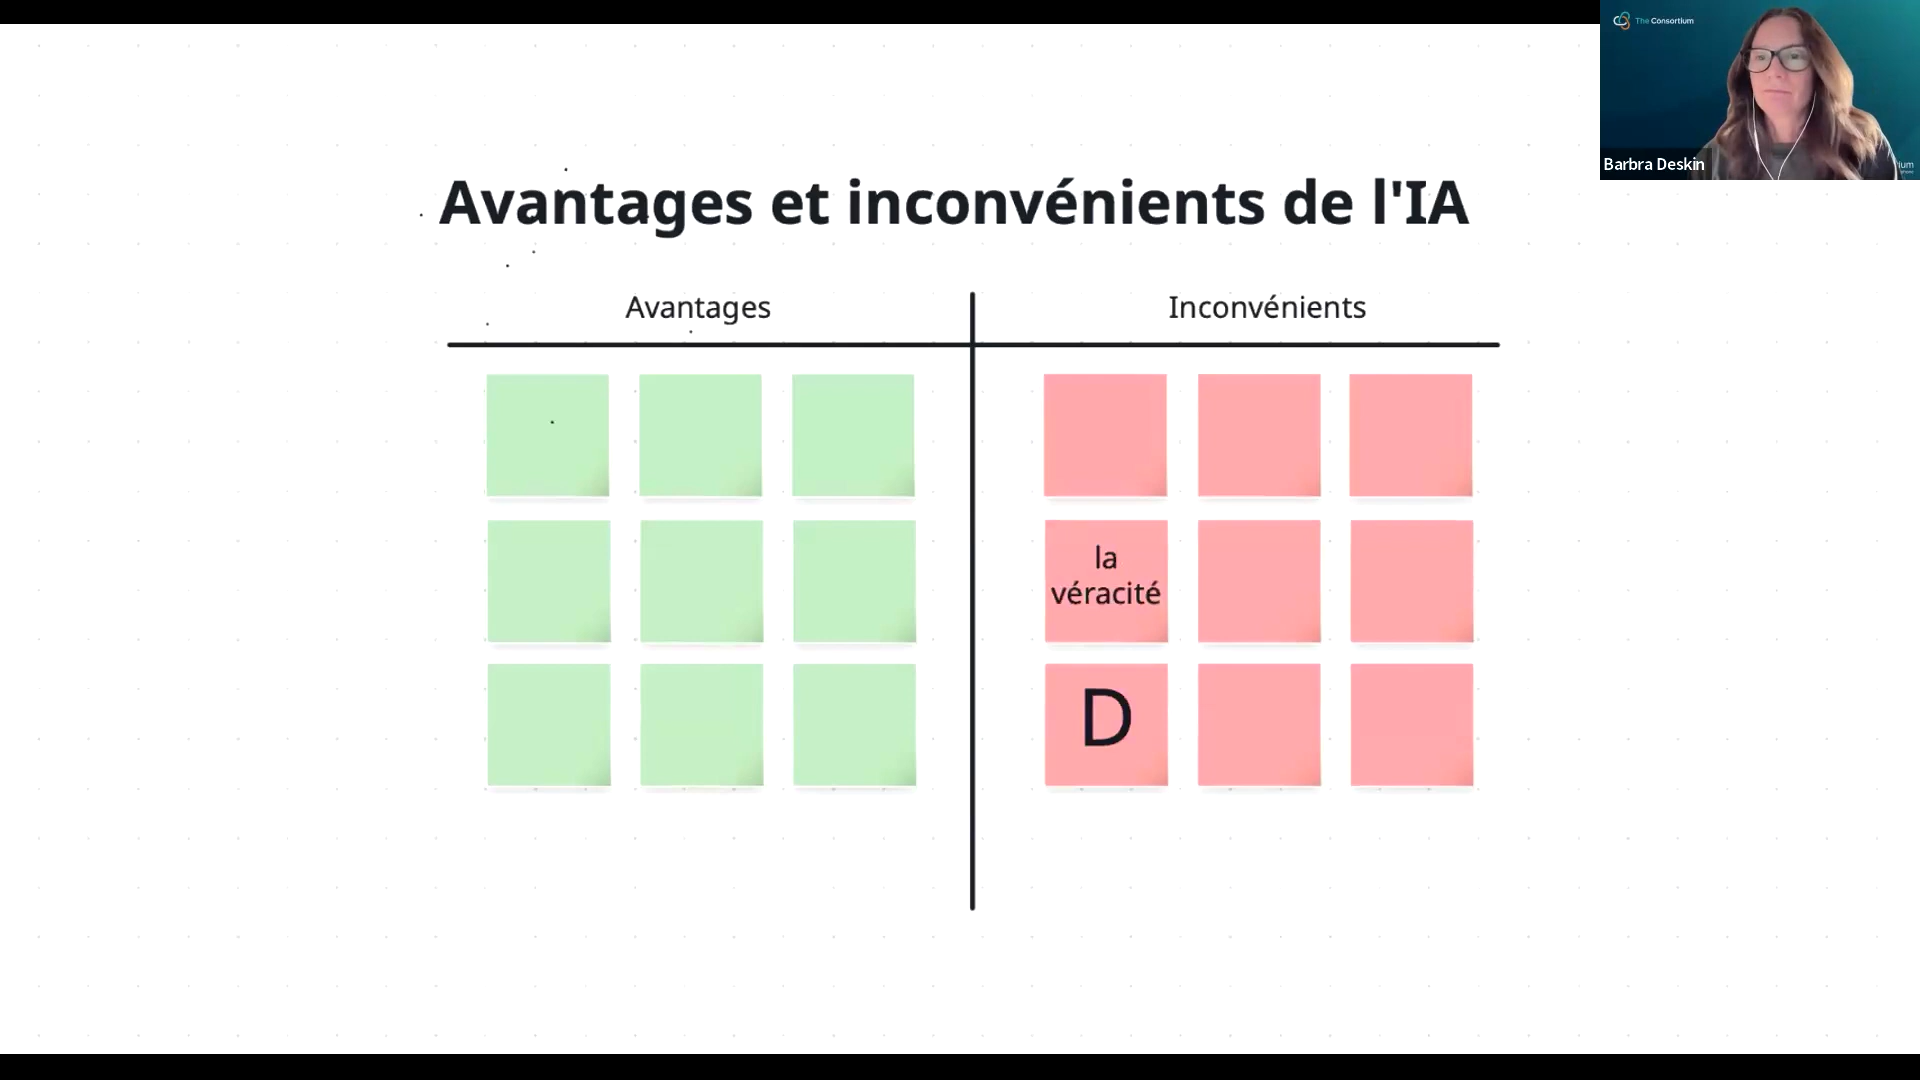 The Consortium
Barbra Deskin
Avantages et inconvénients de l'IA
Avantages
Inconvénients
la
véracité
D